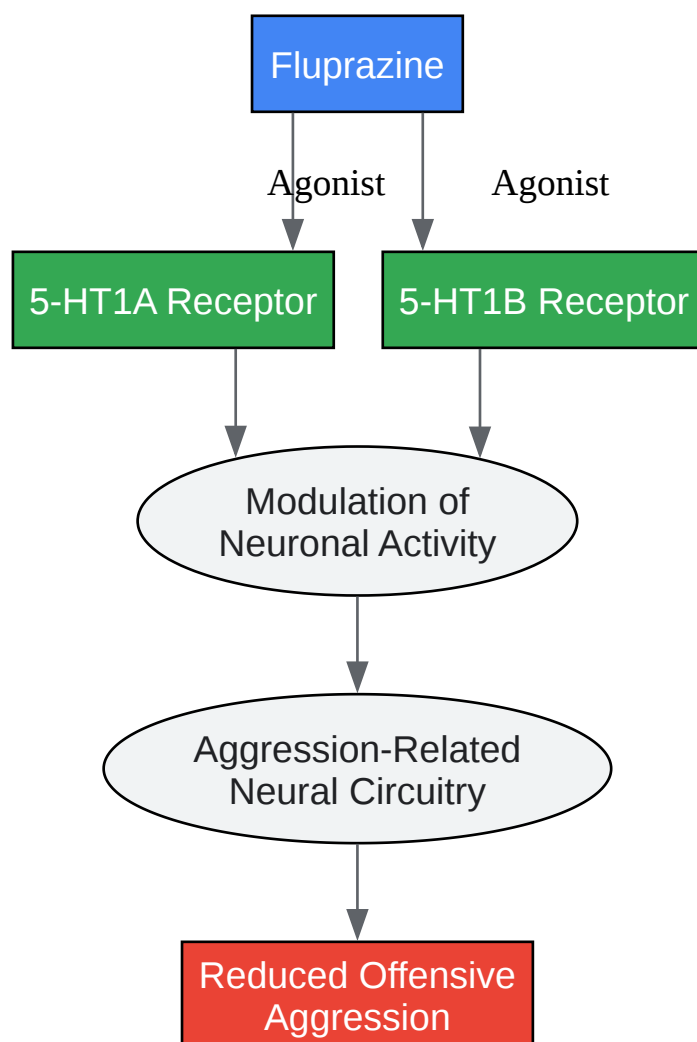 Fluprazine
Agonist
Agonist
5-HT1A Receptor
5-HT1B Receptor
Modulation of
Neuronal Activity
Aggression-Related
Neural Circuitry
Reduced Offensive
Aggression